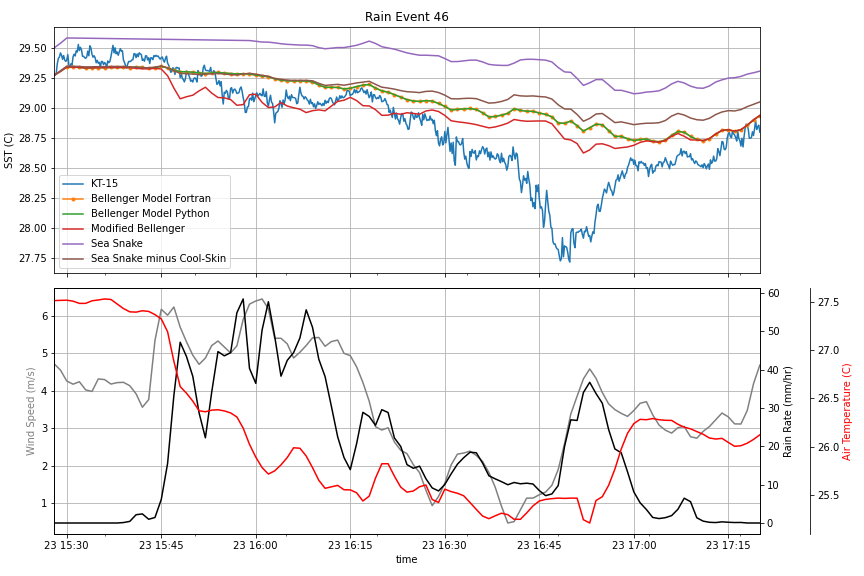 Rain Event 46
SST (C)
29.50
29.25
29.00
28.75
28.50
28.25
28.00
27.75
KT-15
Bellenger Model Fortran
Bellenger Model Python
Modified Bellenger
Sea Snake
Sea Snake minus Cool-Skin
Wind Speed (m/s)
6
5
4
3
2
1
60
50
40
30
20
10
0
Rain Rate (mm/hr)
27.5
27.0
26.5
26.0
25.5
Air Temperature (C)
23 15:30 23 15:45 23 16:00 23 16:15 23 16:30 23 16:45 23 17:00 23 17:15
time